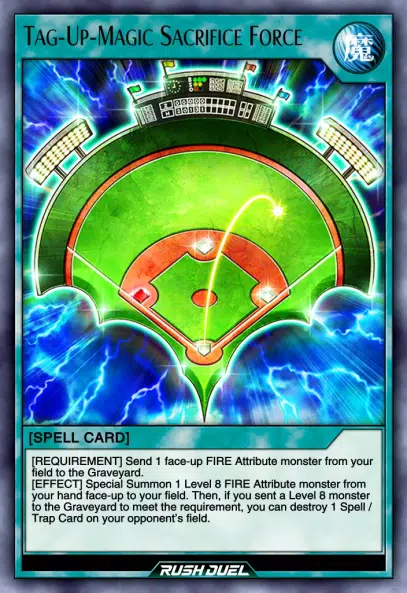 Tag-Up-Magic Sacrifice Force
魔
[SPELL CARD]
[REQUIREMENT] Send 1 face-up FIRE Attribute monster from your
field to the Graveyard.
[EFFECT] Special Summon 1 Level 8 FIRE Attribute monster from
your hand face-up to your field. Then, if you sent a Level 8 monster
to the Graveyard to meet the requirement, you can destroy 1 Spell /
Trap Card on your opponent's field.
RUSH DUEL